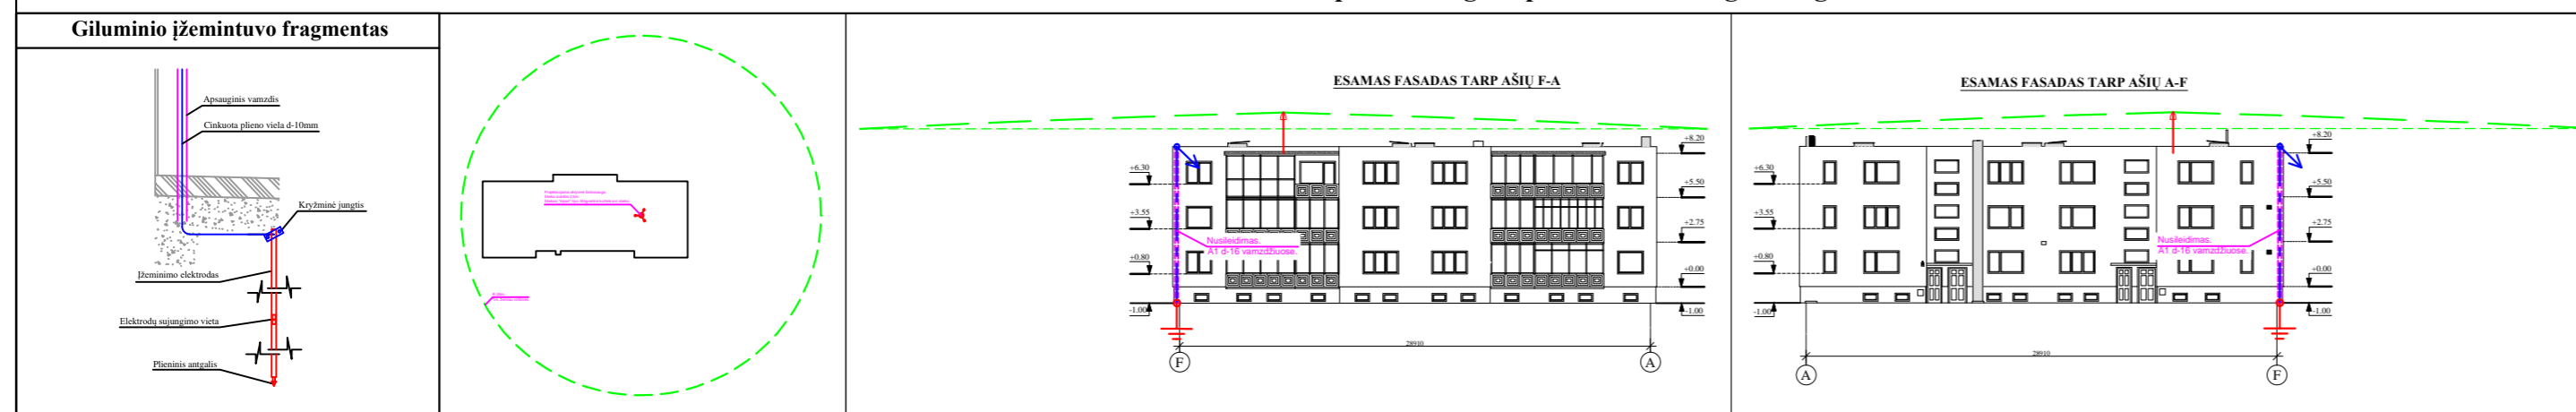 Giluminio įžemintuvo fragmentas
Apsauginis vamzdis
Cinkuota plieno viela d-10mm
Kryžminė jungtis
Įžeminimo elektrodas
Elektrodų sujungimo vieta
Plieninis antgalis
ESAMAS FASADAS TARP AŠIŲ F-A
+8.20
+6.30
+5.50
+3.55
+2.75
Nusileidimas.
A1 d-16 vamzdžiuose.
+0.80
+0.00
-1.00
-1.00
28910
F
A
ESAMAS FASADAS TARP AŠIŲ A-F
+8.20
+6.30
+5.50
+3.55
+2.75
Nusileidimas.
A1 d-16 vamzdžiuose.
+0.80
+0.00
-1.00
-1.00
28910
A
F